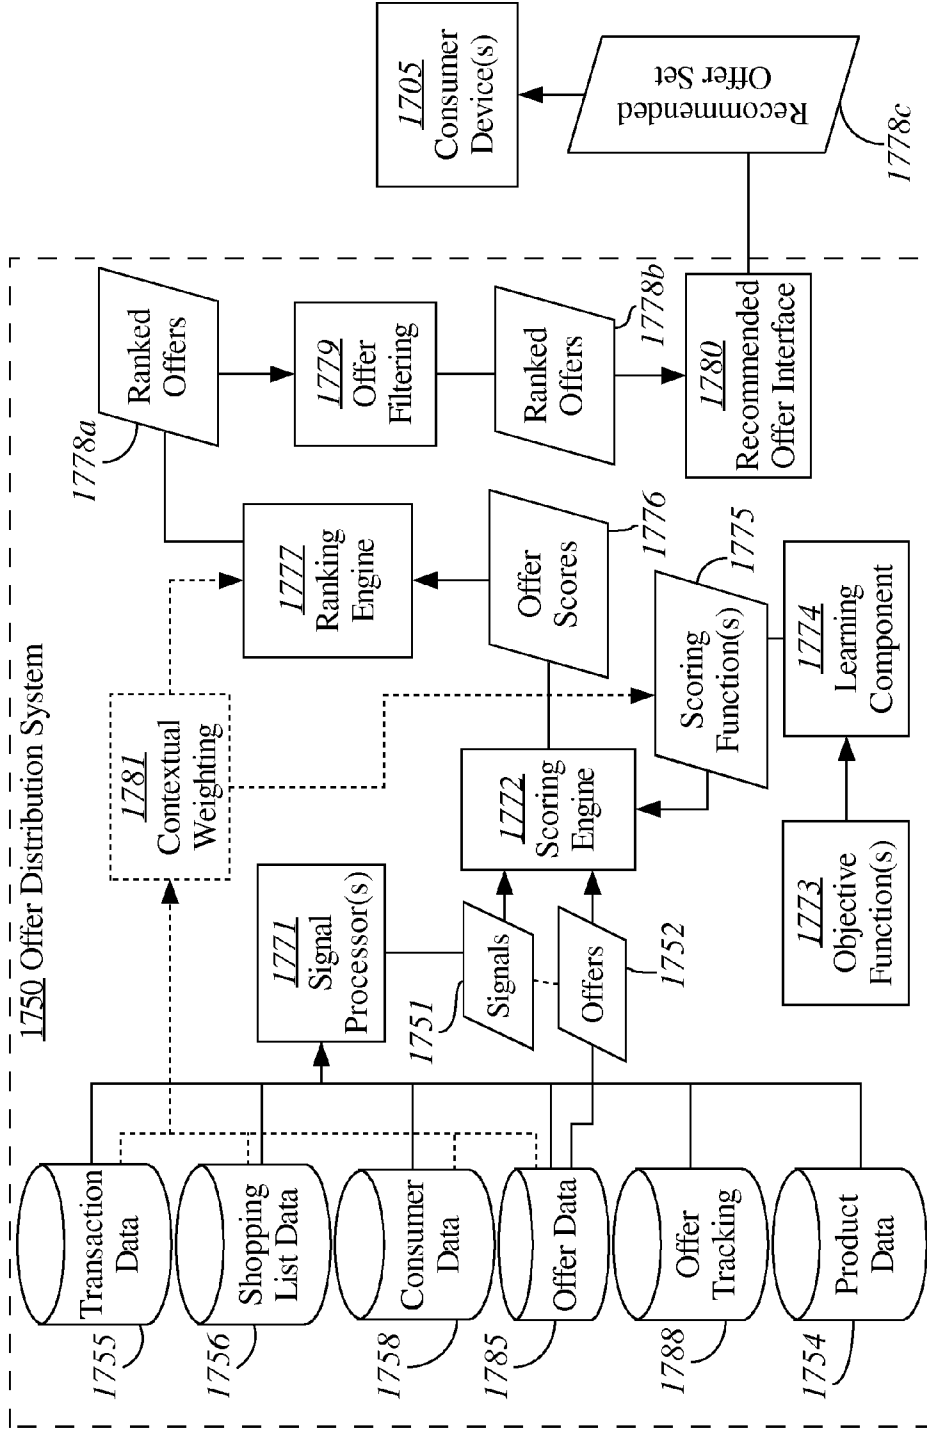 1750 Offer Distribution System
Transaction
Data
1755
Shopping
List Data
1756
Consumer
Data
1758
Offer Data
1785
Offer
Tracking
1788
Product
Data
1754
1771
Signal
Processor(s)
Signals
1751
Offers
1752
1781
Contextual
Weighting
1772
Scoring
Engine
1773
Objective
Function(s)
1774
Learning
Component
Scoring
Function(s)
1775
Offer
Scores
1776
1777
Ranking
Engine
Ranked
Offers
1778a
1779
Offer
Filtering
Ranked
Offers
1778b
1780
Recommended
Offer Interface
Recommended
Offer Set
1778c
1705
Consumer
Device(s)